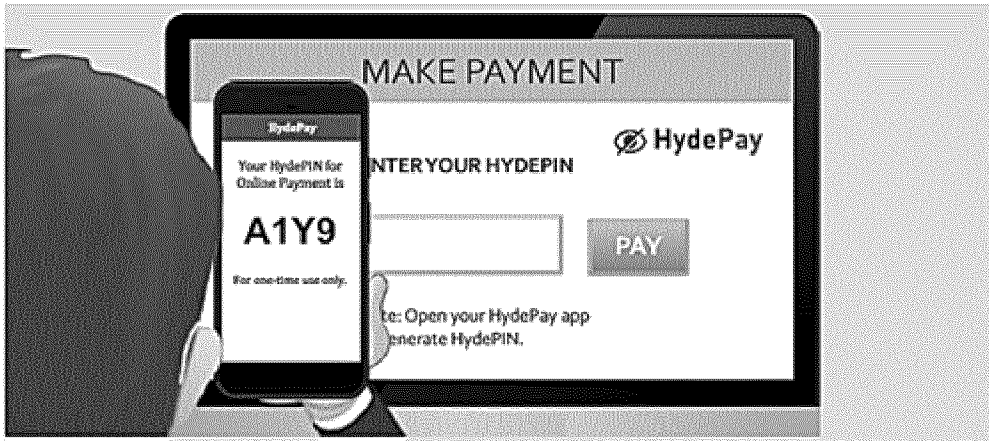 MAKE PAYMENT
HydePay
Your HydePIN for
Online Payment is
A1Y9
For one-time use only.
HydePay
NTER YOUR HYDEPIN
PAY
te: Open your HydePay app
enerate HydePIN.